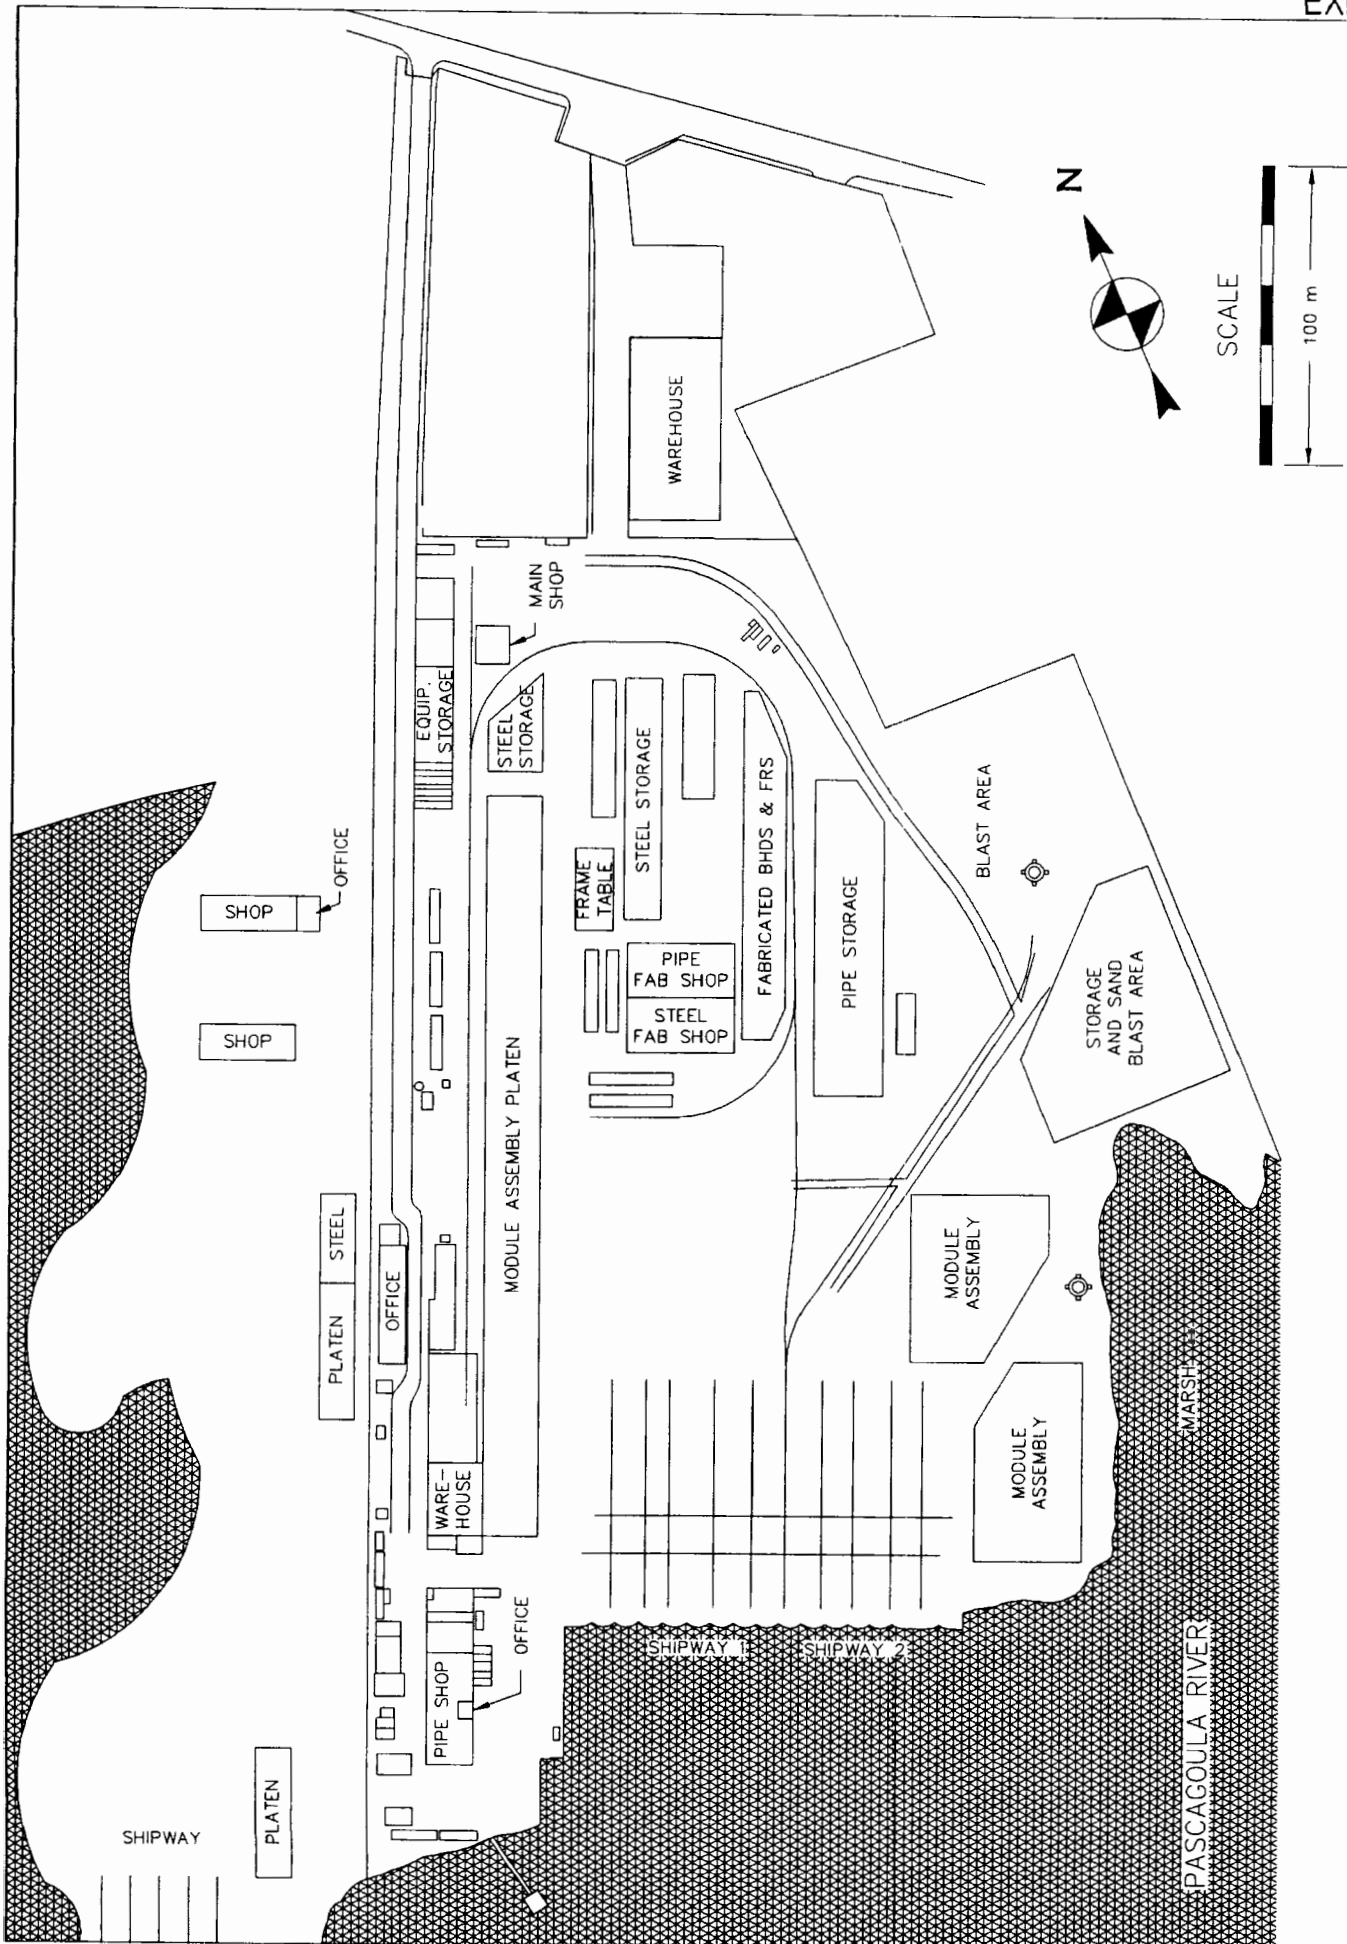 EX
N
SCALE
100 m
WAREHOUSE
MAIN
SHOP
EQUIP.
STORAGE
STEEL
STORAGE
STEEL STORAGE
FABRICATED BHDS & FRS
BLAST AREA
OFFICE
SHOP
FRAME
TABLE
PIPE STORAGE
PIPE
FAB SHOP
STEEL
FAB SHOP
STORAGE
AND SAND
BLAST AREA
SHOP
MODULE ASSEMBLY PLATEN
PLATEN
STEEL
OFFICE
MODULE
ASSEMBLY
MODULE
ASSEMBLY
MARSH
WARE-
HOUSE
OFFICE
PIPE SHOP
SHIPWAY 1
SHIPWAY 2
PASCAGOULA RIVER
SHIPWAY
PLATEN